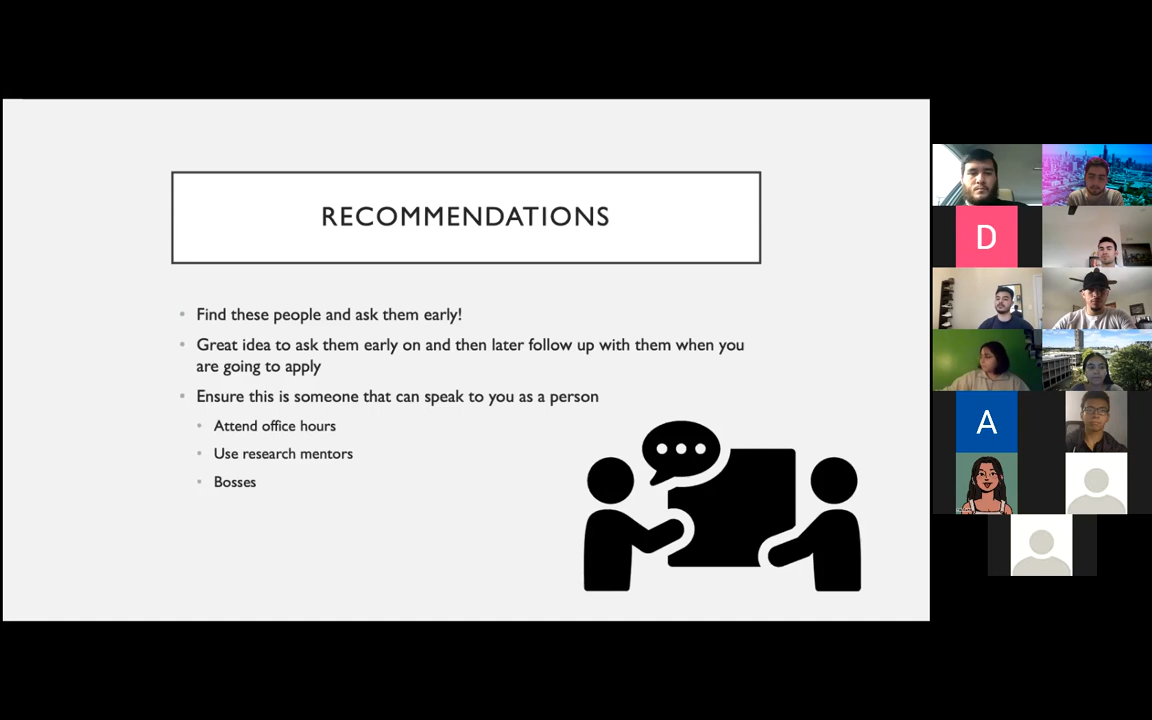 RECOMMENDATIONS
Find these people and ask them early!
Great idea to ask them early on and then later follow up with them when you
are going to apply
Ensure this is someone that can speak to you as a person
Attend office hours
Use research mentors
Bosses
D
A